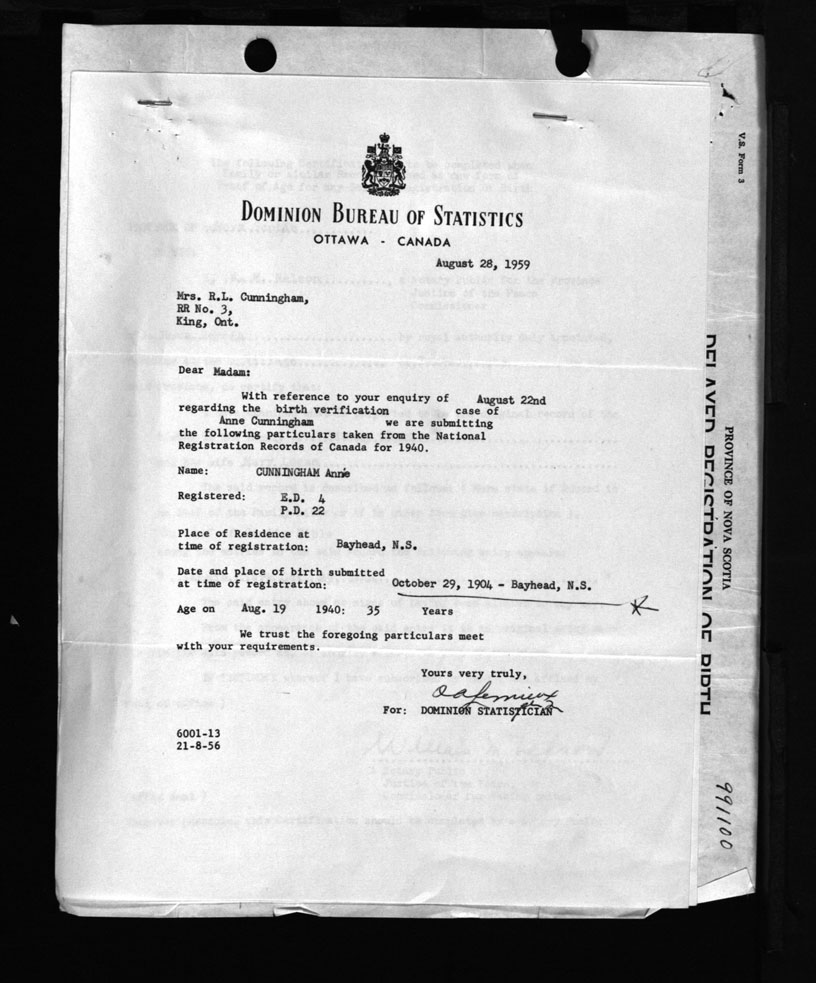 DOMINION BUREAU OF STATISTICS
OTTAWA - CANADA
August 28, 1959
Mrs. R.L. Cunningham,
RR No. 3,
King, Ont.
Dear Madam:
With reference to your enquiry of August 22nd
regarding the birth verification case of
Anne Cunningham we are submitting
the following particulars taken from the National
Registration Records of Canada for 1940.
Name: CUNNINGHAM Annie
Registered: E.D. 4
P.D. 22
Place of Residence at
time of registration: Bayhead, N.S.
Date and place of birth submitted
at time of registration: October 29, 1904 - Bayhead, N.S.
Age on Aug. 19 1940: 35 Years
We trust the foregoing particulars meet
with your requirements.
Yours very truly,
For: DOMINION STATISTICIAN
6001-13
21-8-56
V.S. Form 3
PROVINCE OF NOVA SCOTIA
DELAYED REGISTRATION OF BIRTH
991100